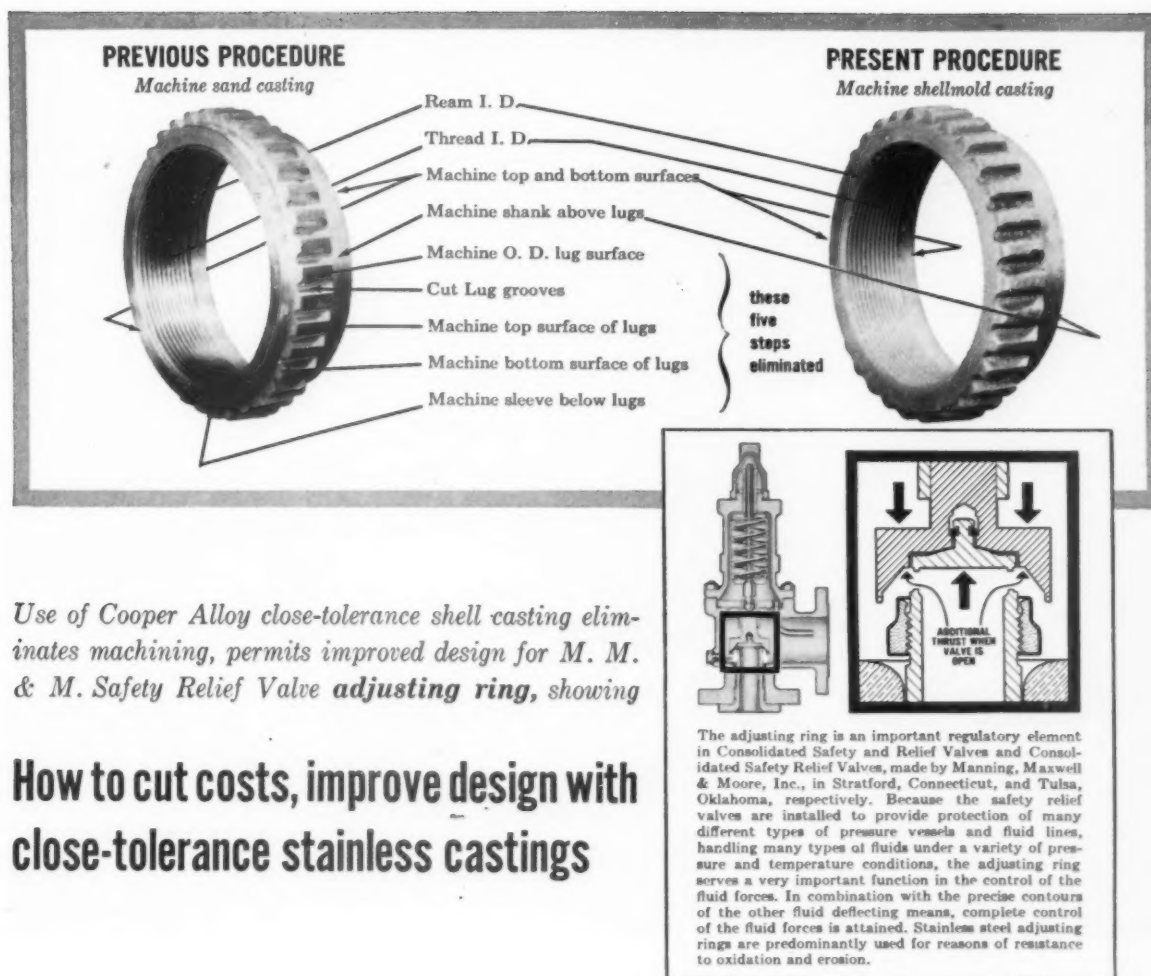 PREVIOUS PROCEDURE
Machine sand casting
PRESENT PROCEDURE
Machine shellmold casting
Ream I. D.
Thread I. D.
Machine top and bottom surfaces
Machine shank above lugs
Machine O. D. lug surface
Cut Lug grooves
Machine top surface of lugs
Machine bottom surface of lugs
Machine sleeve below lugs
these
five
steps
eliminated
ADDITIONAL
THRUST WHEN
VALVE IS
OPEN
Use of Cooper Alloy close-tolerance shell casting elim-
inates machining, permits improved design for M. M.
& M. Safety Relief Valve adjusting ring, showing
How to cut costs, improve design with
close-tolerance stainless castings
The adjusting ring is an important regulatory element
in Consolidated Safety and Relief Valves and Consol-
idated Safety Relief Valves, made by Manning, Maxwell
& Moore, Inc., in Stratford, Connecticut, and Tulsa,
Oklahoma, respectively. Because the safety relief
valves are installed to provide protection of many
different types of pressure vessels and fluid lines,
handling many types of fluids under a variety of pres-
sure and temperature conditions, the adjusting ring
serves a very important function in the control of the
fluid forces. In combination with the precise contours
of the other fluid deflecting means, complete control
of the fluid forces is attained. Stainless steel adjusting
rings are predominantly used for reasons of resistance
to oxidation and erosion.